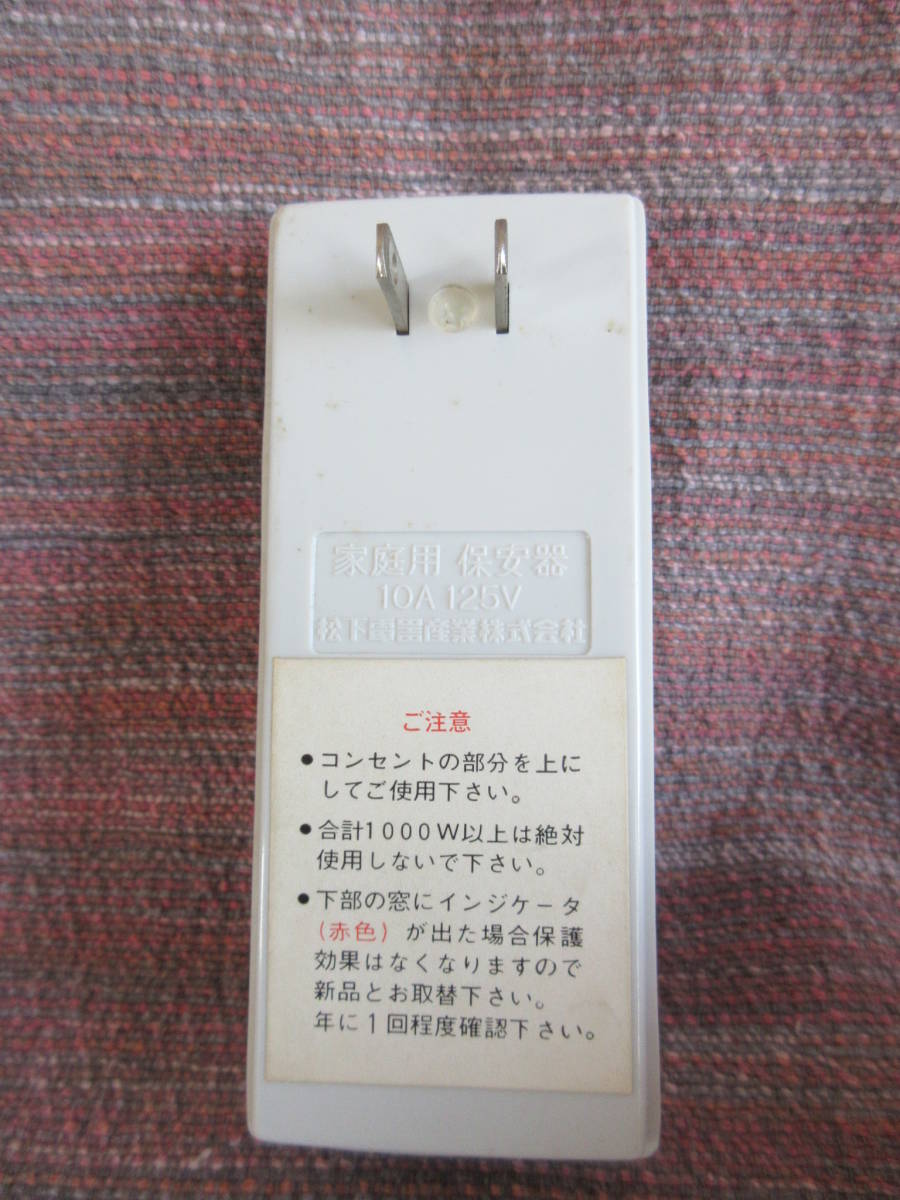 家庭用 保安器
10A 125V
松下電器産業株式会社
ご注意
●コンセントの部分を上に
してご使用下さい。
●合計1000W以上は絶対
使用しないで下さい。
●下部の窓にインジケータ
(赤色)が出た場合保護
効果はなくなりますので
新品とお取替下さい。
年に1回程度確認下さい。